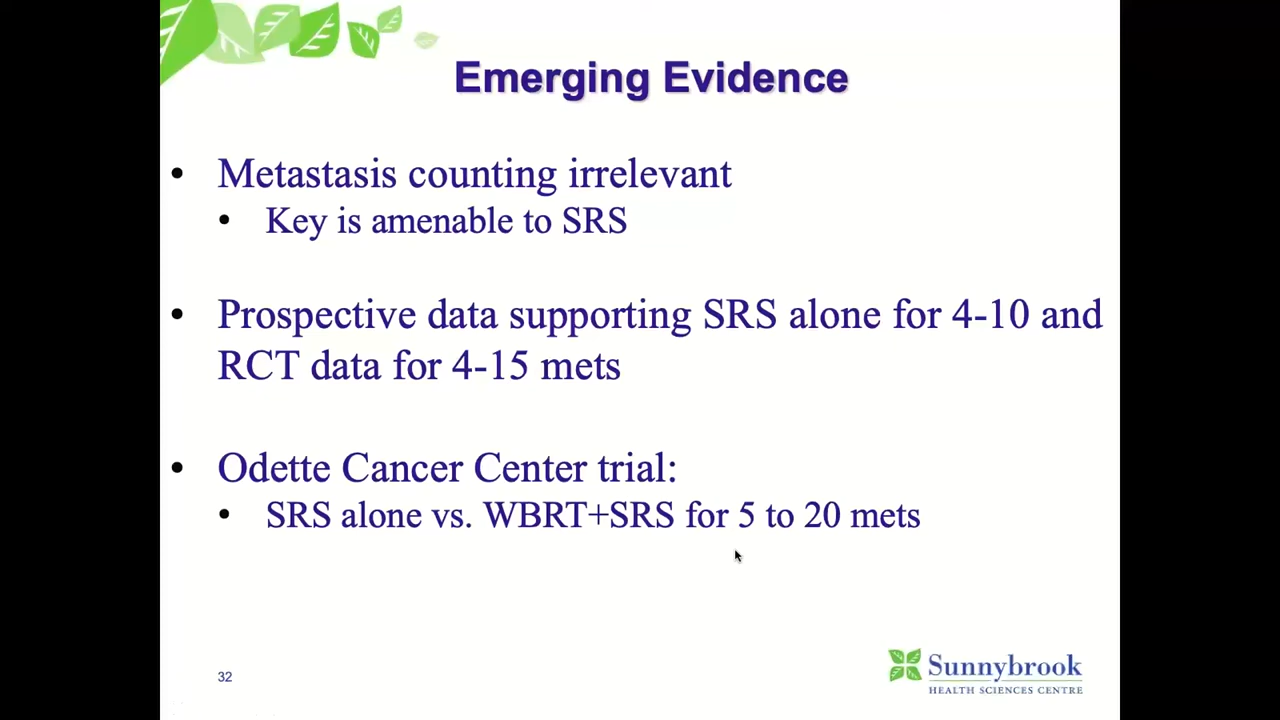 Emerging Evidence
• Metastasis counting irrelevant
• Key is amenable to SRS
• Prospective data supporting SRS alone for 4-10 and
RCT data for 4-15 mets
• Odette Cancer Center trial:
• SRS alone vs. WBRT+SRS for 5 to 20 mets
32
Sunnybrook
HEALTH SCIENCES CENTRE